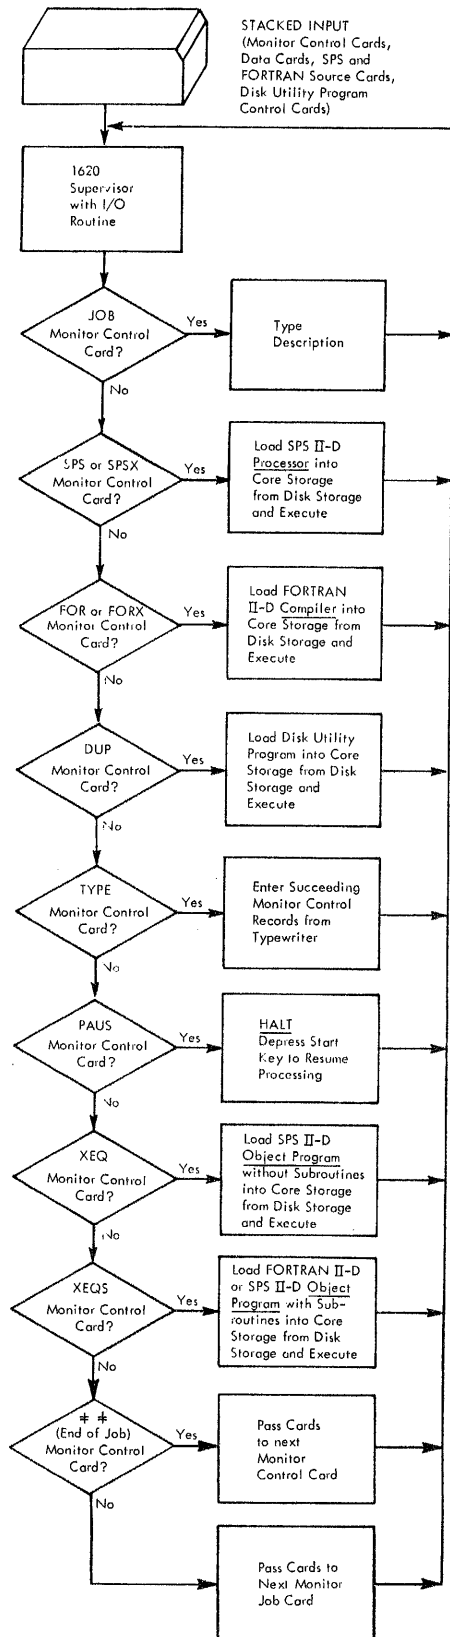 STACKED INPUT
(Monitor Control Cards,
Data Cards, SPS and
FORTRAN Source Cards,
Disk Utility Program
Control Cards)
1620
Supervisor
with I/O
Routine
JOB
Monitor Control
Card?
Yes
Type
Description
No
SPS or SPSX
Monitor Control
Card?
Yes
Load SPS II-D
Processor into
Core Storage
from Disk Storage
and Execute
No
FOR or FORX
Monitor Control
Card?
Yes
Load FORTRAN
II-D Compiler into
Core Storage from
Disk Storage and
Execute
No
DUP
Monitor Control
Card?
Yes
Load Disk Utility
Program into Core
Storage from Disk
Storage and
Execute
No
TYPE
Monitor Control
Card?
Yes
Enter Succeeding
Monitor Control
Records from
Typewriter
No
PAUS
Monitor Control
Card?
Yes
HALT
Depress Start
Key to Resume
Processing
No
XEQ
Monitor Control
Card?
Yes
Load SPS II-D
Object Program
without Subroutines
into Core Storage
from Disk Storage
and Execute
No
XEQS
Monitor Control
Card?
Yes
Load FORTRAN II-D
or SPS II-D Object
Program with Sub-
routines into Core
Storage from Disk
Storage and Execute
No
ǂ ǂ
(End of Job)
Monitor Control
Card?
Yes
Pass Cards
to next
Monitor
Control Card
No
Pass Cards to
Next Monitor
Job Card